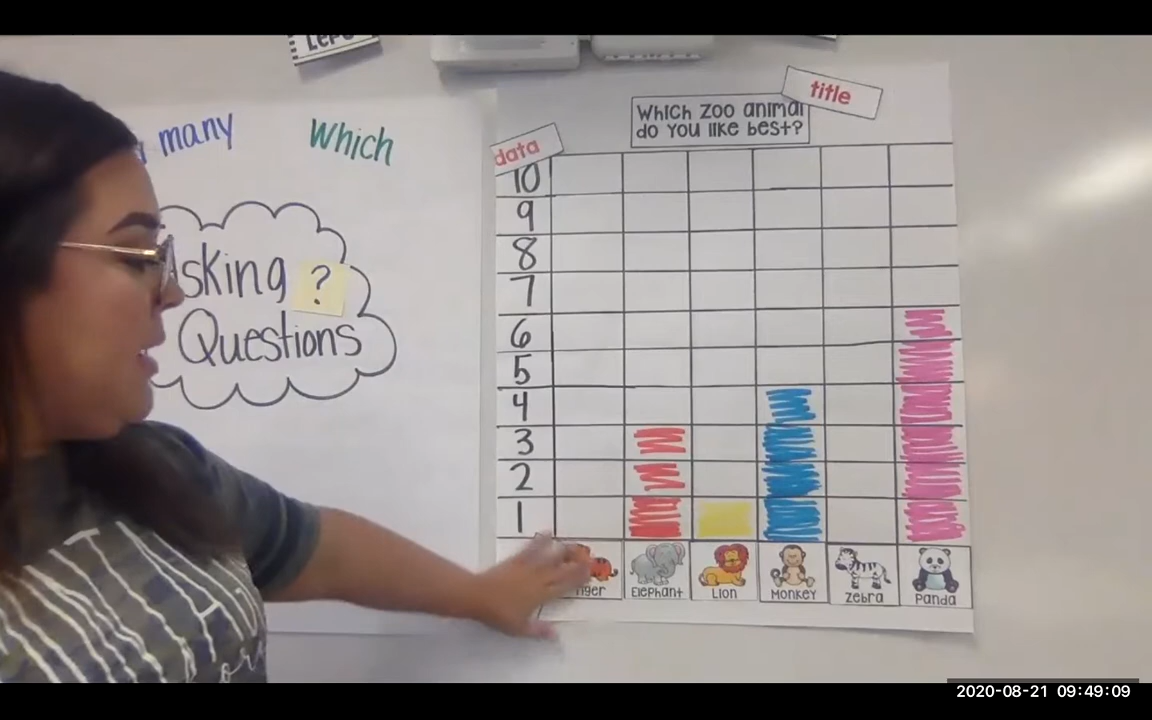 many
Which
Asking ?
Questions
title
Which Zoo animal
do you like best?
data
10
9
8
7
6
5
4
3
2
1
Elephant
Lion
Monkey
Zebra
Panda
2020-08-21 09:49:09